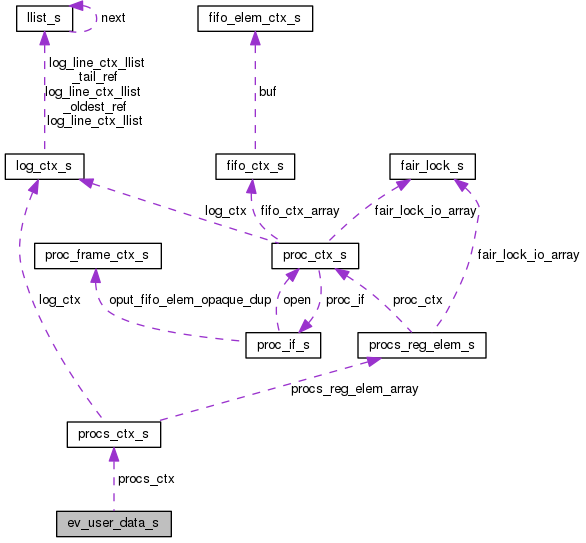 llist_s
next
fifo_elem_ctx_s
log_line_ctx_llist
_tail_ref
log_line_ctx_llist
_oldest_ref
log_line_ctx_llist
buf
log_ctx_s
fifo_ctx_s
fair_lock_s
log_ctx
fifo_ctx_array
fair_lock_io_array
proc_frame_ctx_s
proc_ctx_s
fair_lock_io_array
log_ctx
oput_fifo_elem_opaque_dup
open
proc_if
proc_ctx
proc_if_s
procs_reg_elem_s
procs_reg_elem_array
procs_ctx_s
procs_ctx
ev_user_data_s